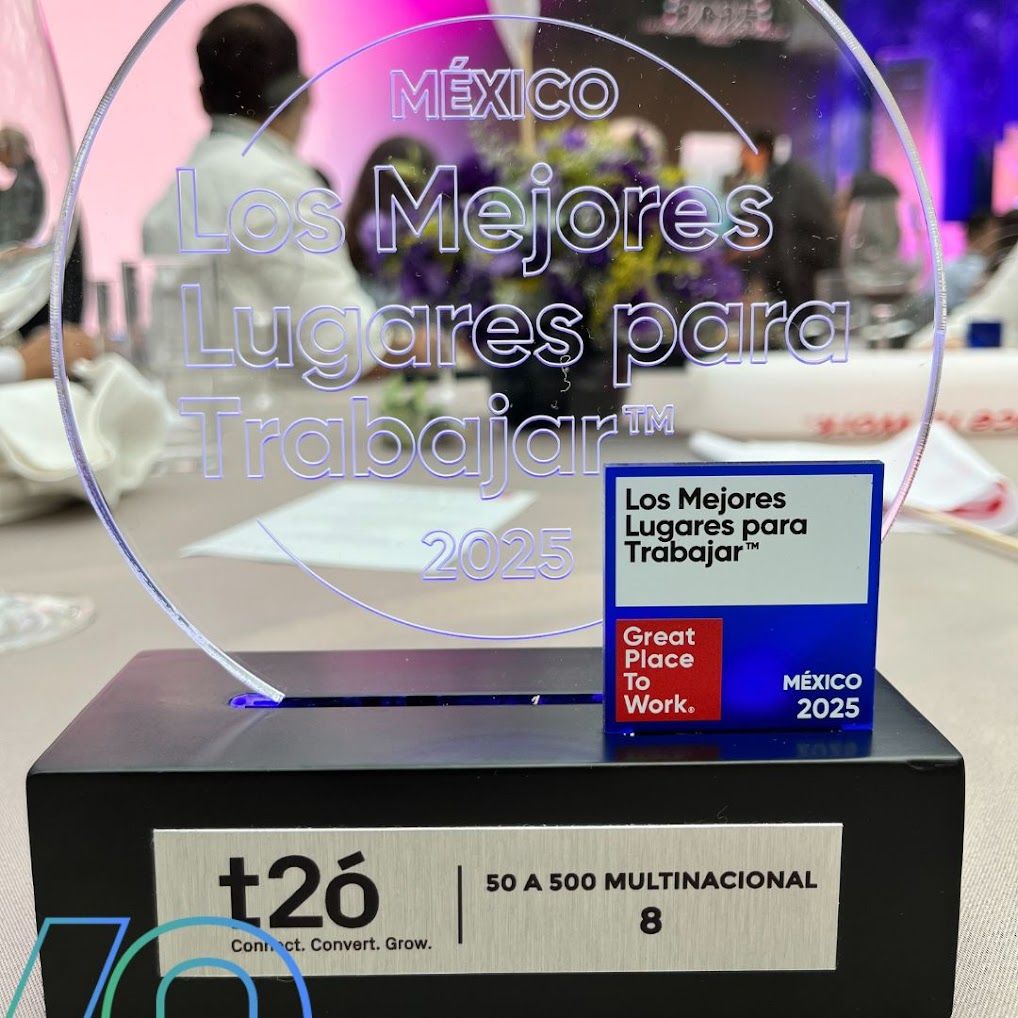 MÉXICO
Los Mejores
Lugares para
Trabajar™
2025
Los Mejores
Lugares para
Trabajar™
Great
Place
To
Work®
MÉXICO
2025
t2ó
Connect. Convert. Grow.
50 A 500 MULTINACIONAL
8